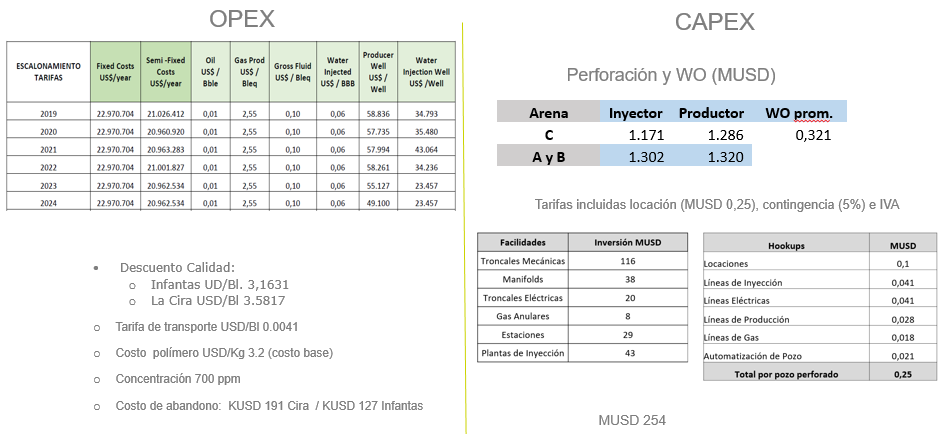 OPEX
ESCALONAMIENTO TARIFAS Fixed Costs US$/year Semi -Fixed Costs US$/year Oil US$ / Bble Gas Prod US$ / Bleq Gross Fluid US$ / Bleq Water Injected US$ / BBB Producer Well US$ / Well Water Injection Well US$ /Well
2019 22.970.704 21.026.412 0,01 2,55 0,10 0,06 58.836 34.793
2020 22.970.704 20.960.920 0,01 2,55 0,10 0,06 57.735 35.480
2021 22.970.704 20.963.283 0,01 2,55 0,10 0,06 57.994 43.064
2022 22.970.704 21.001.827 0,01 2,55 0,10 0,06 58.261 34.236
2023 22.970.704 20.962.534 0,01 2,55 0,10 0,06 55.127 23.457
2024 22.970.704 20.962.534 0,01 2,55 0,10 0,06 49.100 23.457
• Descuento Calidad:
o Infantas UD/Bl. 3,1631
o La Cira USD/Bl 3.5817
o Tarifa de transporte USD/Bl 0.0041
o Costo polímero USD/Kg 3.2 (costo base)
o Concentración 700 ppm
o Costo de abandono: KUSD 191 Cira / KUSD 127 Infantas
CAPEX
Perforación y WO (MUSD)
Arena Inyector Productor WO prom.
C 1.171 1.286 0,321
A y B 1.302 1.320
Tarifas incluidas locación (MUSD 0,25), contingencia (5%) e IVA
Facilidades Inversión MUSD
Troncales Mecánicas 116
Manifolds 38
Troncales Eléctricas 20
Gas Anulares 8
Estaciones 29
Plantas de Inyección 43
Hookups MUSD
Locaciones 0,1
Líneas de Inyección 0,041
Líneas Eléctricas 0,041
Líneas de Producción 0,028
Líneas de Gas 0,018
Automatización de Pozo 0,021
Total por pozo perforado 0,25
MUSD 254